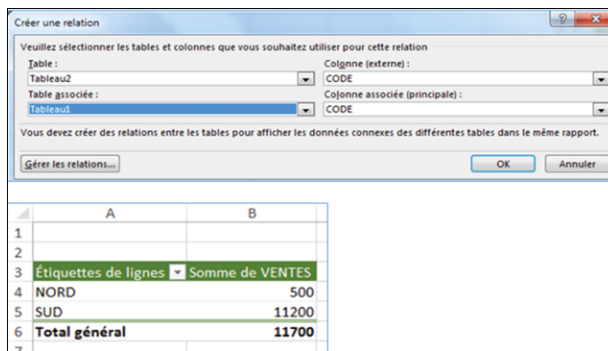 Créer une relation
Veuillez sélectionner les tables et colonnes que vous souhaitez utiliser pour cette relation
Table :
Colonne (externe) :
Tableau2
CODE
Table associée :
Colonne associée (principale) :
Tableau1
CODE
Vous devez créer des relations entre les tables pour afficher les données connexes des différentes tables dans le même rapport.
Gérer les relations...
OK
Annuler
A B
1
2
3 Étiquettes de lignes Somme de VENTES
4 NORD 500
5 SUD 11200
6 Total général 11700
7